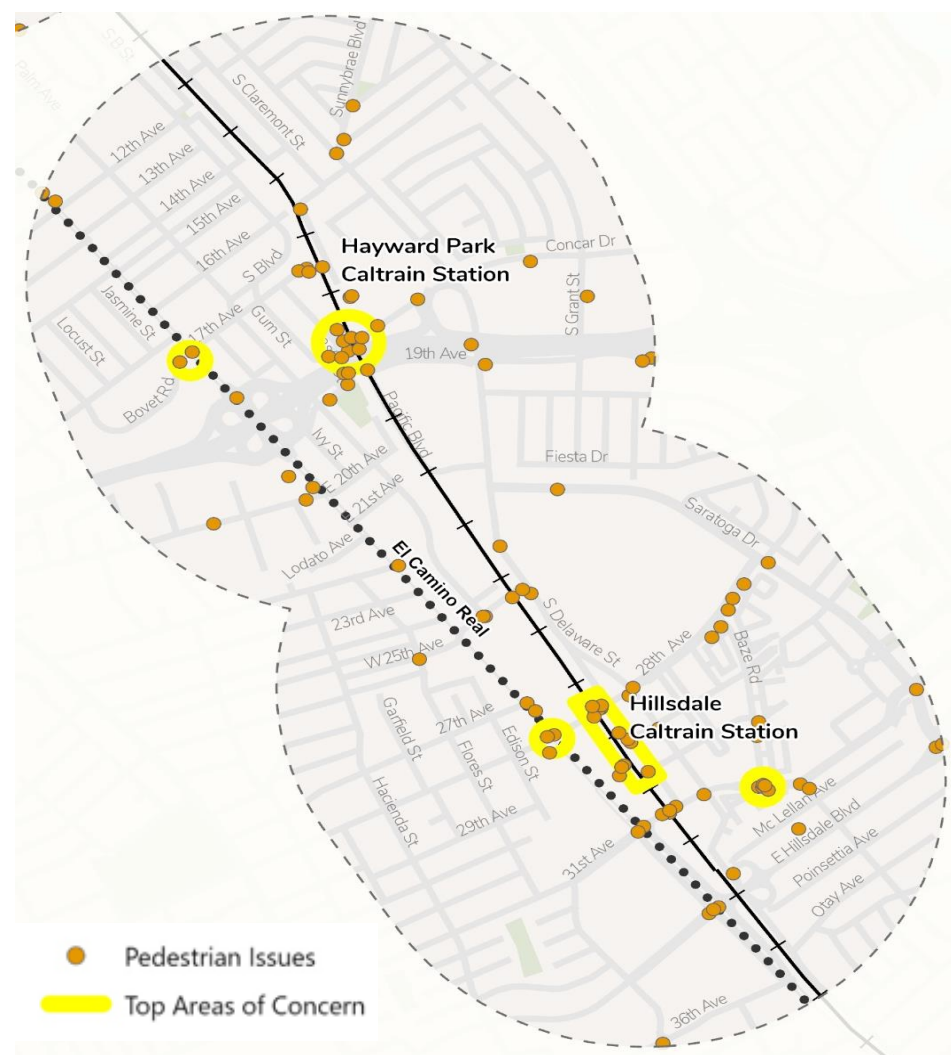 S B St
Palm Ave
S Claremont St
Sunnybrae Blvd
12th Ave
13th Ave
14th Ave
15th Ave
16th Ave
S Blvd
Hayward Park
Caltrain Station
Concar Dr
S Grant St
Jasmine St
Locust St
17th Ave
Gum St
19th Ave
Bovet Rd
Pacific Blvd
Ivy St
E 20th Ave
21st Ave
Fiesta Dr
Saratoga Dr
Lodato Ave
El Camino Real
23rd Ave
W 25th Ave
S Delaware St
28th Ave
Baze Rd
Hillsdale
Caltrain Station
Garfield St
27th Ave
Edison St
Flores St
Hacienda St
29th Ave
31st Ave
Mc Lellan Ave
E Hillsdale Blvd
Poinsettia Ave
Otay Ave
36th Ave
Pedestrian Issues
Top Areas of Concern